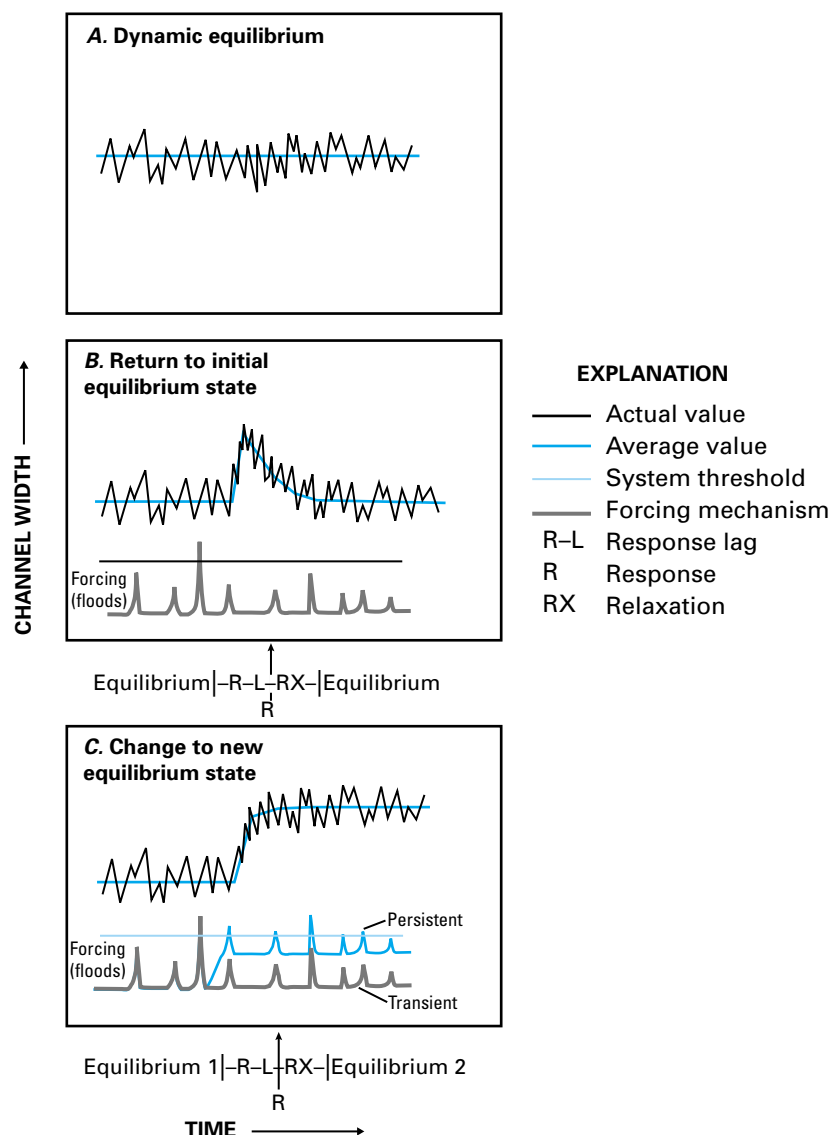 A. Dynamic equilibrium
B. Return to initial
equilibrium state
Forcing
(floods)
Equilibrium|–R–L–RX–|Equilibrium
R
C. Change to new
equilibrium state
Persistent
Forcing
(floods)
Transient
Equilibrium 1|–R–L–RX–|Equilibrium 2
R
TIME
CHANNEL WIDTH
EXPLANATION
Actual value
Average value
System threshold
Forcing mechanism
R–L Response lag
R Response
RX Relaxation